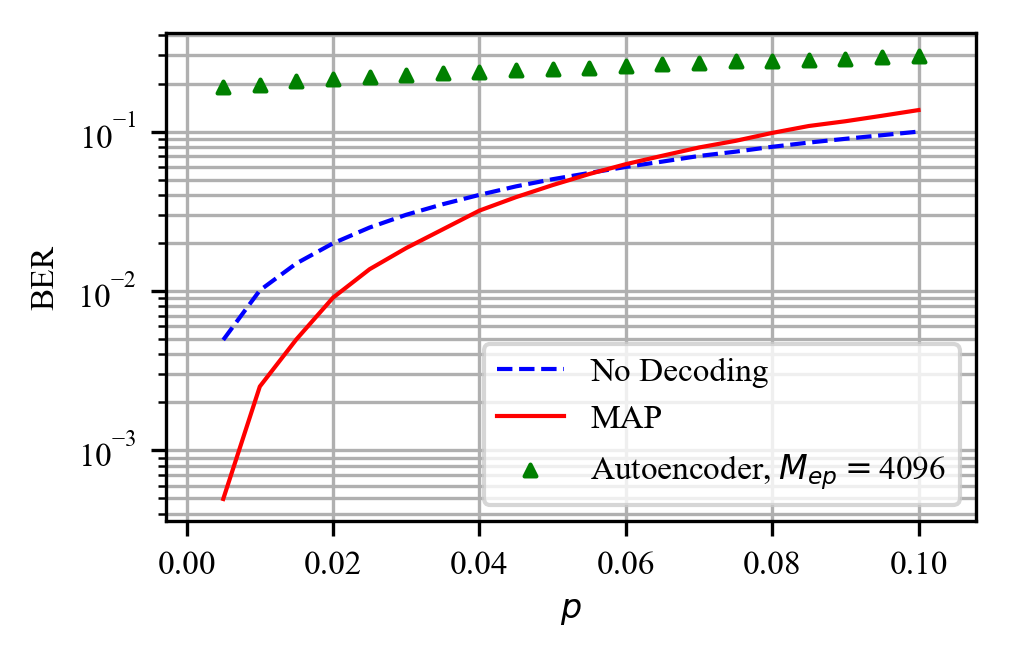 BER
10⁻¹
10⁻²
10⁻³
No Decoding
MAP
Autoencoder, Mₑₚ = 4096
0.00 0.02 0.04 0.06 0.08 0.10
p